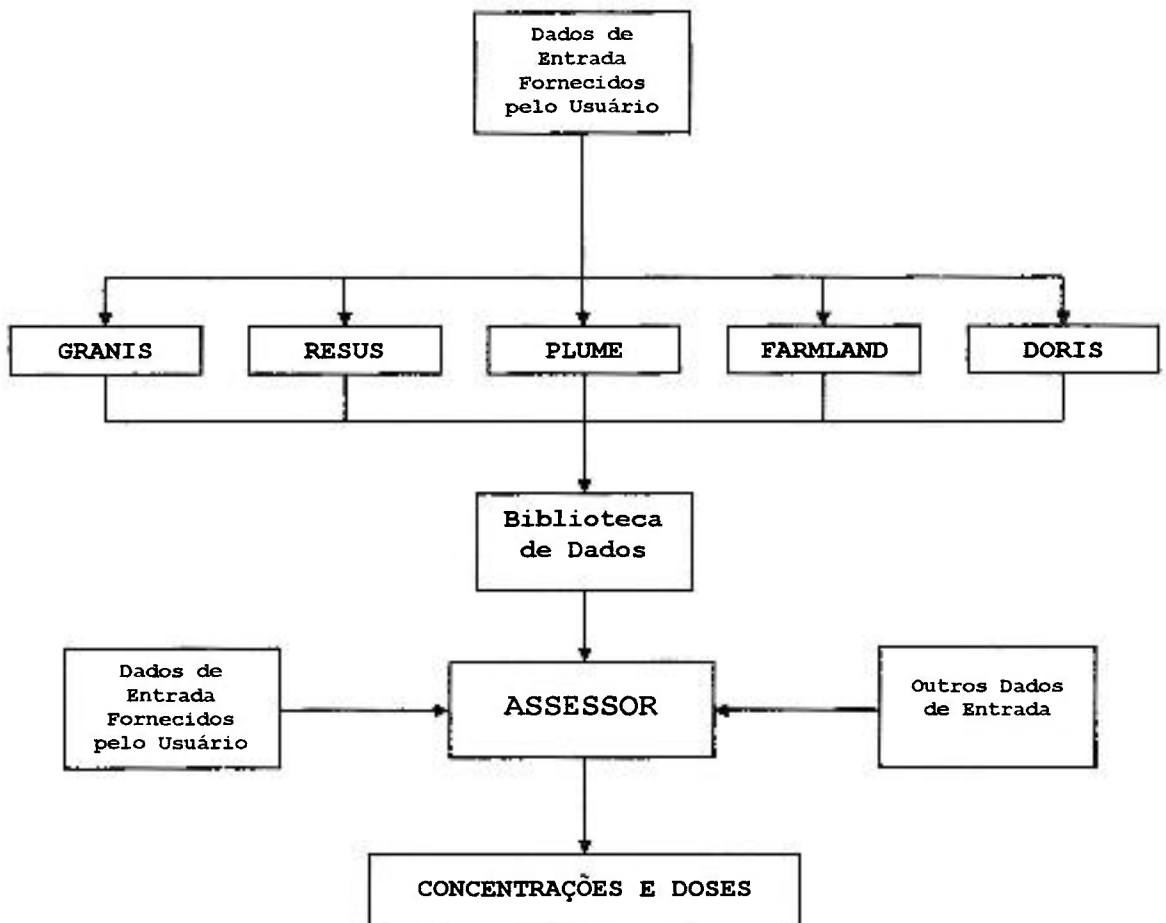 Dados de
Entrada
Fornecidos
pelo Usuário
GRANIS
RESUS
PLUME
FARMLAND
DORIS
Biblioteca
de Dados
Dados de
Entrada
Fornecidos
pelo Usuário
ASSESSOR
Outros Dados
de Entrada
CONCENTRAÇÕES E DOSES